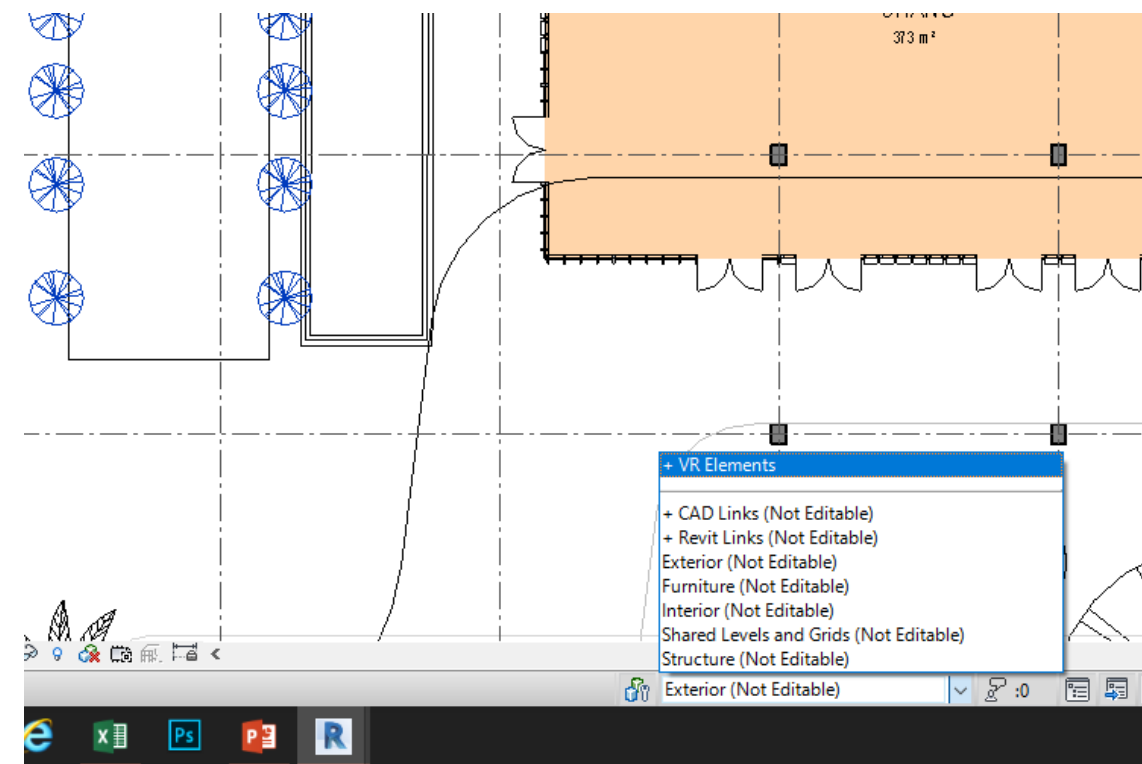 373 m²
+ VR Elements
+ CAD Links (Not Editable)
+ Revit Links (Not Editable)
Exterior (Not Editable)
Furniture (Not Editable)
Interior (Not Editable)
Shared Levels and Grids (Not Editable)
Structure (Not Editable)
Exterior (Not Editable)
:0
Ps